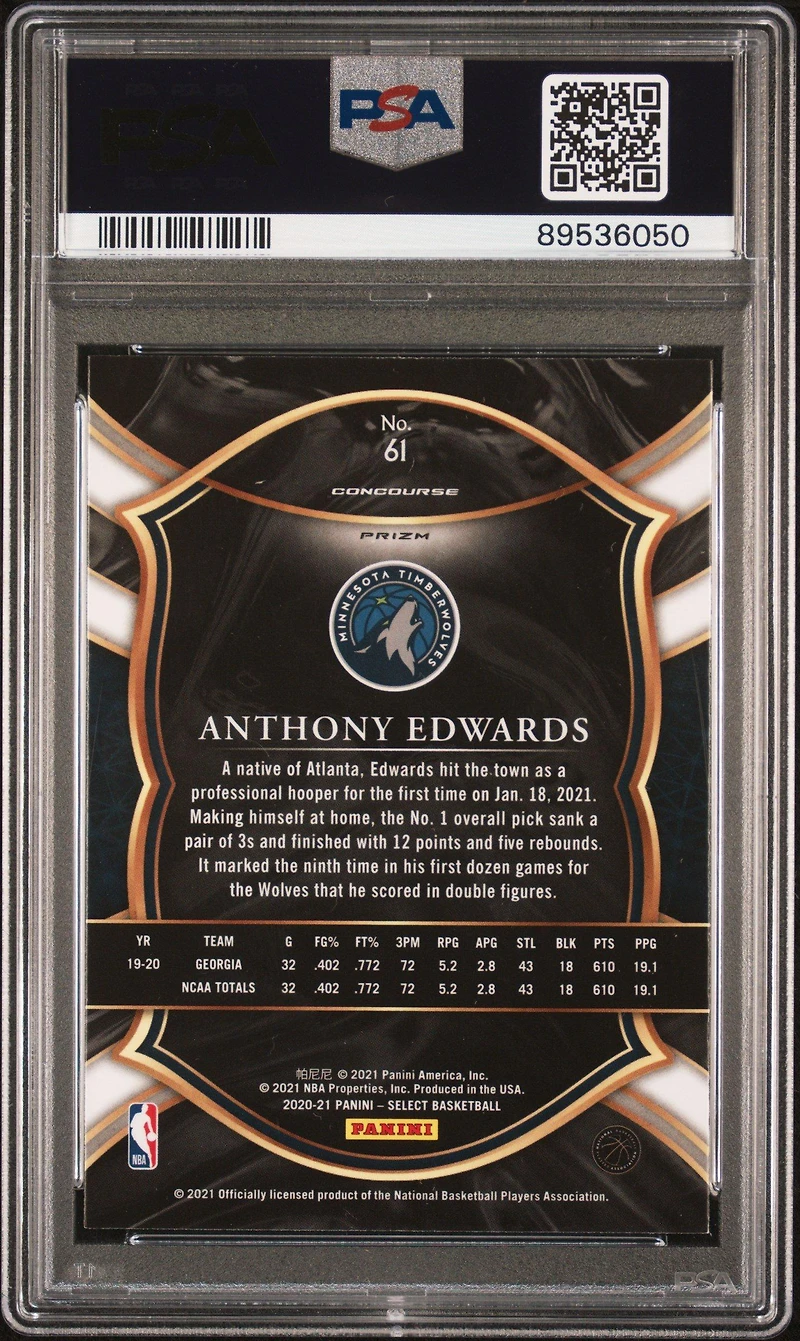 PSA
89536050
No.
61
CONCOURSE
PRIZM
MINNESOTA TIMBERWOLVES
ANTHONY EDWARDS
A native of Atlanta, Edwards hit the town as a
professional hooper for the first time on Jan. 18, 2021.
Making himself at home, the No. 1 overall pick sank a
pair of 3s and finished with 12 points and five rebounds.
It marked the ninth time in his first dozen games for
the Wolves that he scored in double figures.
YR TEAM G FG% FT% 3PM RPG APG STL BLK PTS PPG
19-20 GEORGIA 32 .402 .772 72 5.2 2.8 43 18 610 19.1
NCAA TOTALS 32 .402 .772 72 5.2 2.8 43 18 610 19.1
帕尼尼 © 2021 Panini America, Inc.
© 2021 NBA Properties, Inc. Produced in the USA.
2020-21 PANINI – SELECT BASKETBALL
PANINI
NBA
© 2021 Officially licensed product of the National Basketball Players Association.
PSA